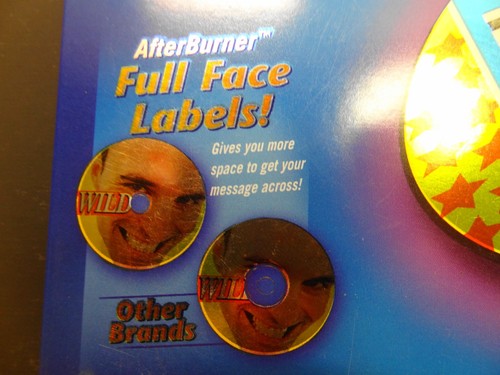 AfterBurner™
Full Face
Labels!
Gives you more
space to get your
message across!
WILD
WILD
Other
Brands